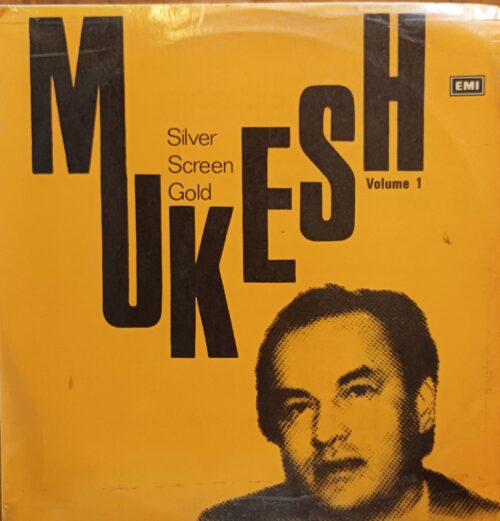 MUKESH
Silver
Screen
Gold
Volume 1
EMI